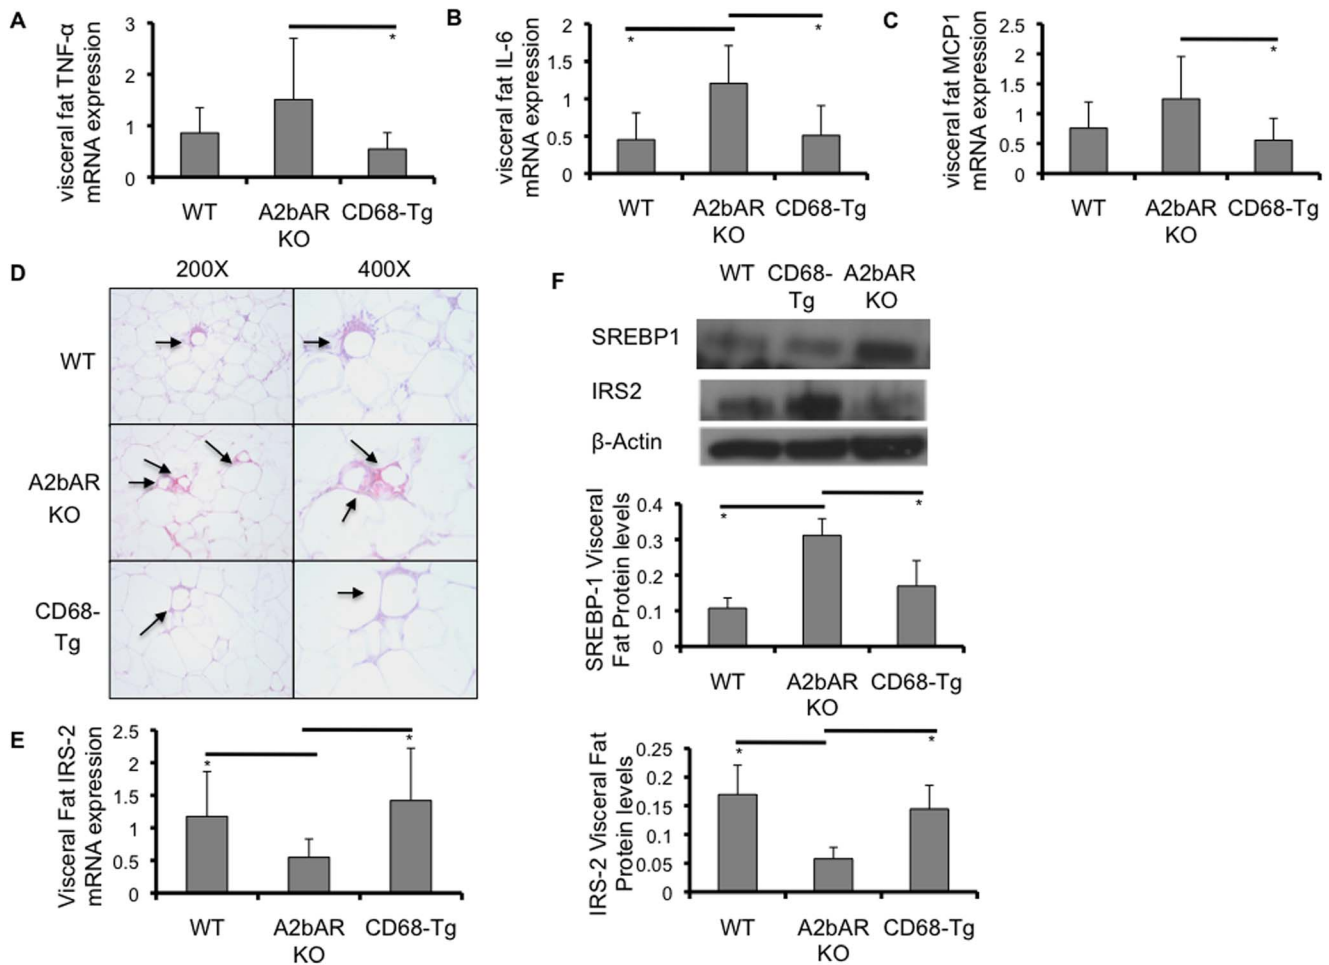 A
visceral fat TNF-α
mRNA expression
3
2
1
0
*
WT
A2bAR
KO
CD68-Tg
B
visceral fat IL-6
mRNA expression
2
1.5
1
0.5
0
*
*
WT
A2bAR
KO
CD68-Tg
C
visceral fat MCP1
mRNA expression
2.5
2
1.5
1
0.5
0
*
WT
A2bAR
KO
CD68-Tg
D
200X
400X
WT
A2bAR
KO
CD68-
Tg
E
Visceral Fat IRS-2
mRNA expression
2.5
2
1.5
1
0.5
0
*
*
WT
A2bAR
KO
CD68-Tg
F
WT
CD68-
Tg
A2bAR
KO
SREBP1
IRS2
β-Actin
SREBP-1 Visceral
Fat Protein levels
0.4
0.3
0.2
0.1
0
*
*
WT
A2bAR
KO
CD68-Tg
IRS-2 Visceral Fat
Protein levels
0.25
0.2
0.15
0.1
0.05
0
*
*
WT
A2bAR
KO
CD68-Tg